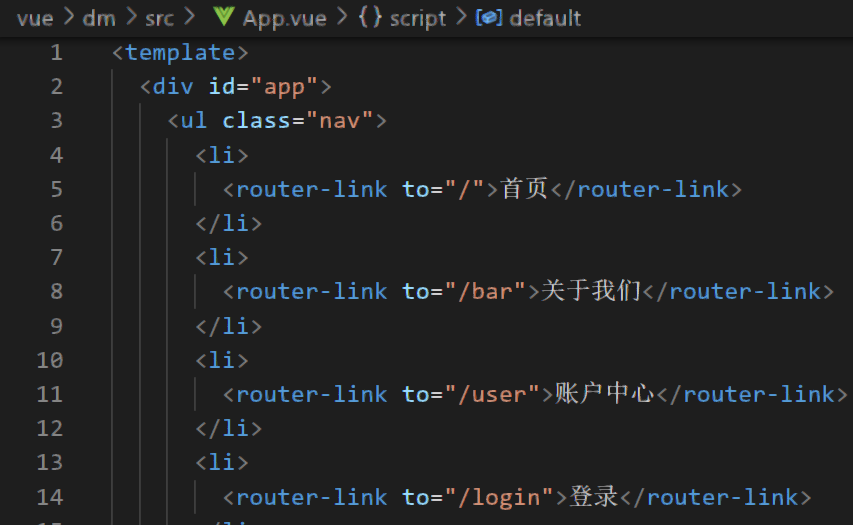 vue > dm > src > App.vue > {} script > default
1 <template>
2 <div id="app">
3 <ul class="nav">
4 <li>
5 <router-link to="/">首页</router-link>
6 </li>
7 <li>
8 <router-link to="/bar">关于我们</router-link>
9 </li>
10 <li>
11 <router-link to="/user">账户中心</router-link>
12 </li>
13 <li>
14 <router-link to="/login">登录</router-link>